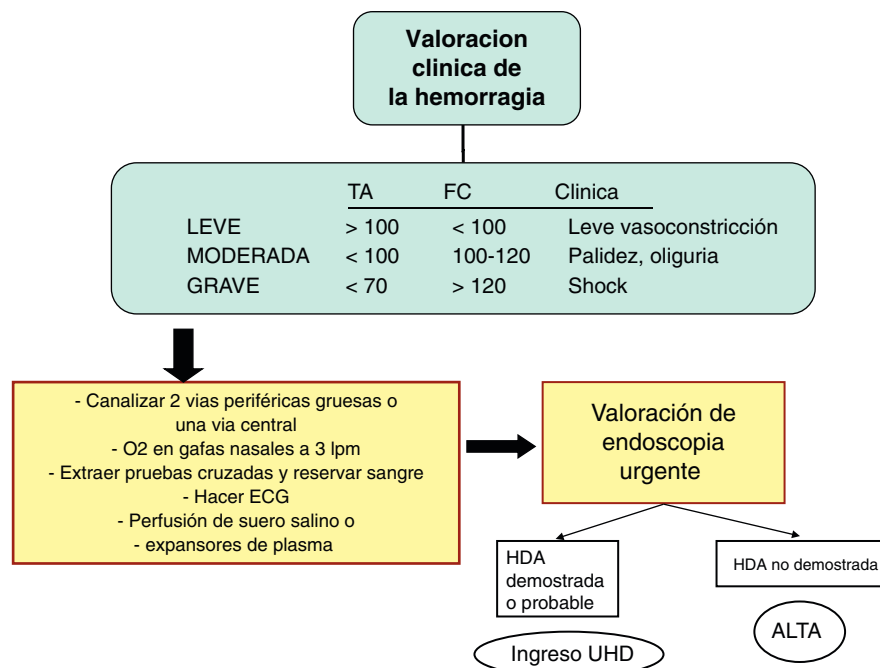 Valoracion
clinica de
la hemorragia
TA FC Clinica
LEVE > 100 < 100 Leve vasoconstricción
MODERADA < 100 100-120 Palidez, oliguria
GRAVE < 70 > 120 Shock
- Canalizar 2 vias periféricas gruesas o
una via central
- O2 en gafas nasales a 3 lpm
- Extraer pruebas cruzadas y reservar sangre
- Hacer ECG
- Perfusión de suero salino o
- expansores de plasma
Valoración de
endoscopia
urgente
HDA
demostrada
o probable
HDA no demostrada
Ingreso UHD
ALTA